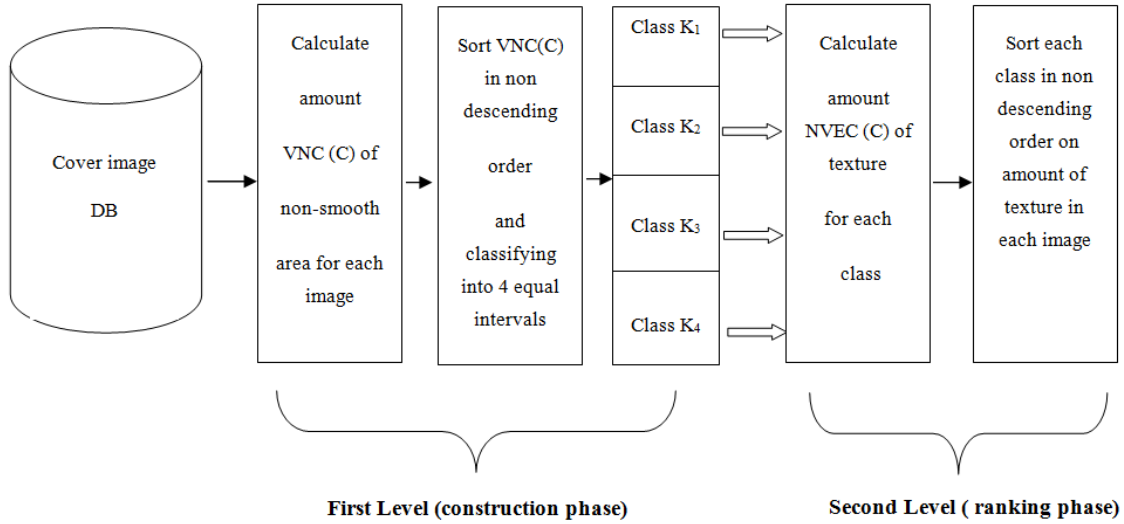 Cover image
DB
Calculate
amount
VNC (C) of
non-smooth
area for each
image
Sort VNC(C)
in non
descending
order
and
classifying
into 4 equal
intervals
Class K₁
Class K₂
Class K₃
Class K₄
Calculate
amount
NVEC (C) of
texture
for each
class
Sort each
class in non
descending
order on
amount of
texture in
each image
First Level (construction phase)
Second Level ( ranking phase)